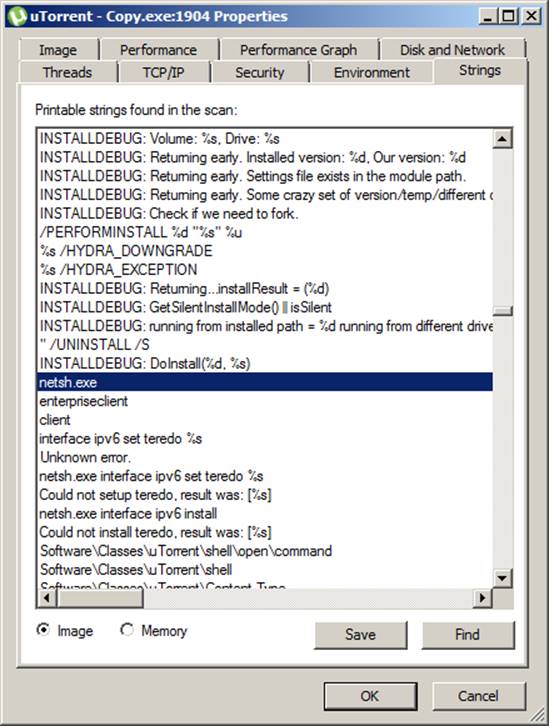 uTorrent - Copy.exe:1904 Properties
Image Performance Performance Graph Disk and Network
Threads TCP/IP Security Environment Strings
Printable strings found in the scan:
INSTALLDEBUG: Volume: %s, Drive: %s
INSTALLDEBUG: Returning early. Installed version: %d, Our version: %d
INSTALLDEBUG: Returning early. Settings file exists in the module path.
INSTALLDEBUG: Returning early. Some crazy set of version/temp/different d
INSTALLDEBUG: Check if we need to fork.
/PERFORMINSTALL %d "%s" %u
%s /HYDRA_DOWNGRADE
%s /HYDRA_EXCEPTION
INSTALLDEBUG: Returning...installResult = (%d)
INSTALLDEBUG: GetSilentInstallMode() || isSilent
INSTALLDEBUG: running from installed path = %d running from different drive
" /UNINSTALL /S
INSTALLDEBUG: DoInstall(%d, %s)
netsh.exe
enterpriseclient
client
interface ipv6 set teredo %s
Unknown error.
netsh.exe interface ipv6 set teredo %s
Could not setup teredo, result was: [%s]
netsh.exe interface ipv6 install
Could not install teredo, result was: [%s]
Software\Classes\uTorrent\shell\open\command
Software\Classes\uTorrent\shell
Software\Classes\uTorrent\Content Type
Image Memory Save Find
OK Cancel